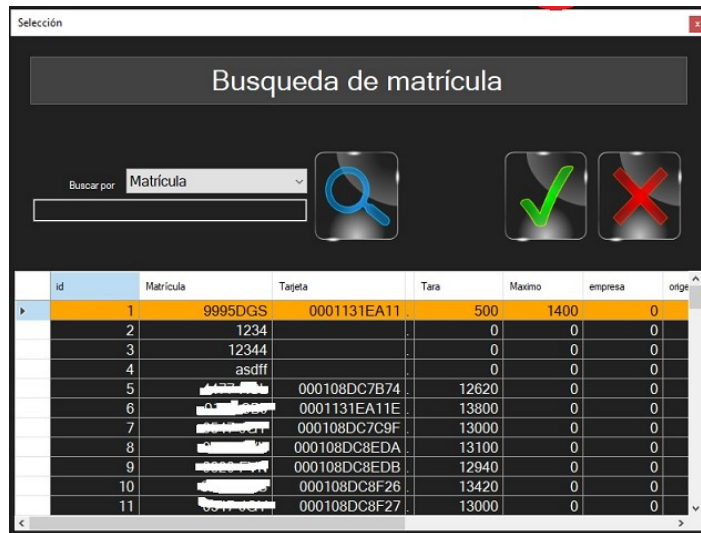 Selección
Busqueda de matrícula
Buscar por Matrícula
id Matrícula Tarjeta Tara Maximo empresa orige
1 9995DGS 0001131EA11 . 500 1400 0
2 1234 . 0 0 0
3 12344 . 0 0 0
4 asdff . 0 0 0
5 000108DC7B74 . 12620 0 0
6 0001131EA11E . 13800 0 0
7 000108DC7C9F . 13000 0 0
8 000108DC8EDA . 13100 0 0
9 000108DC8EDB . 12940 0 0
10 000108DC8F26 . 13420 0 0
11 000108DC8F27 . 13000 0 0